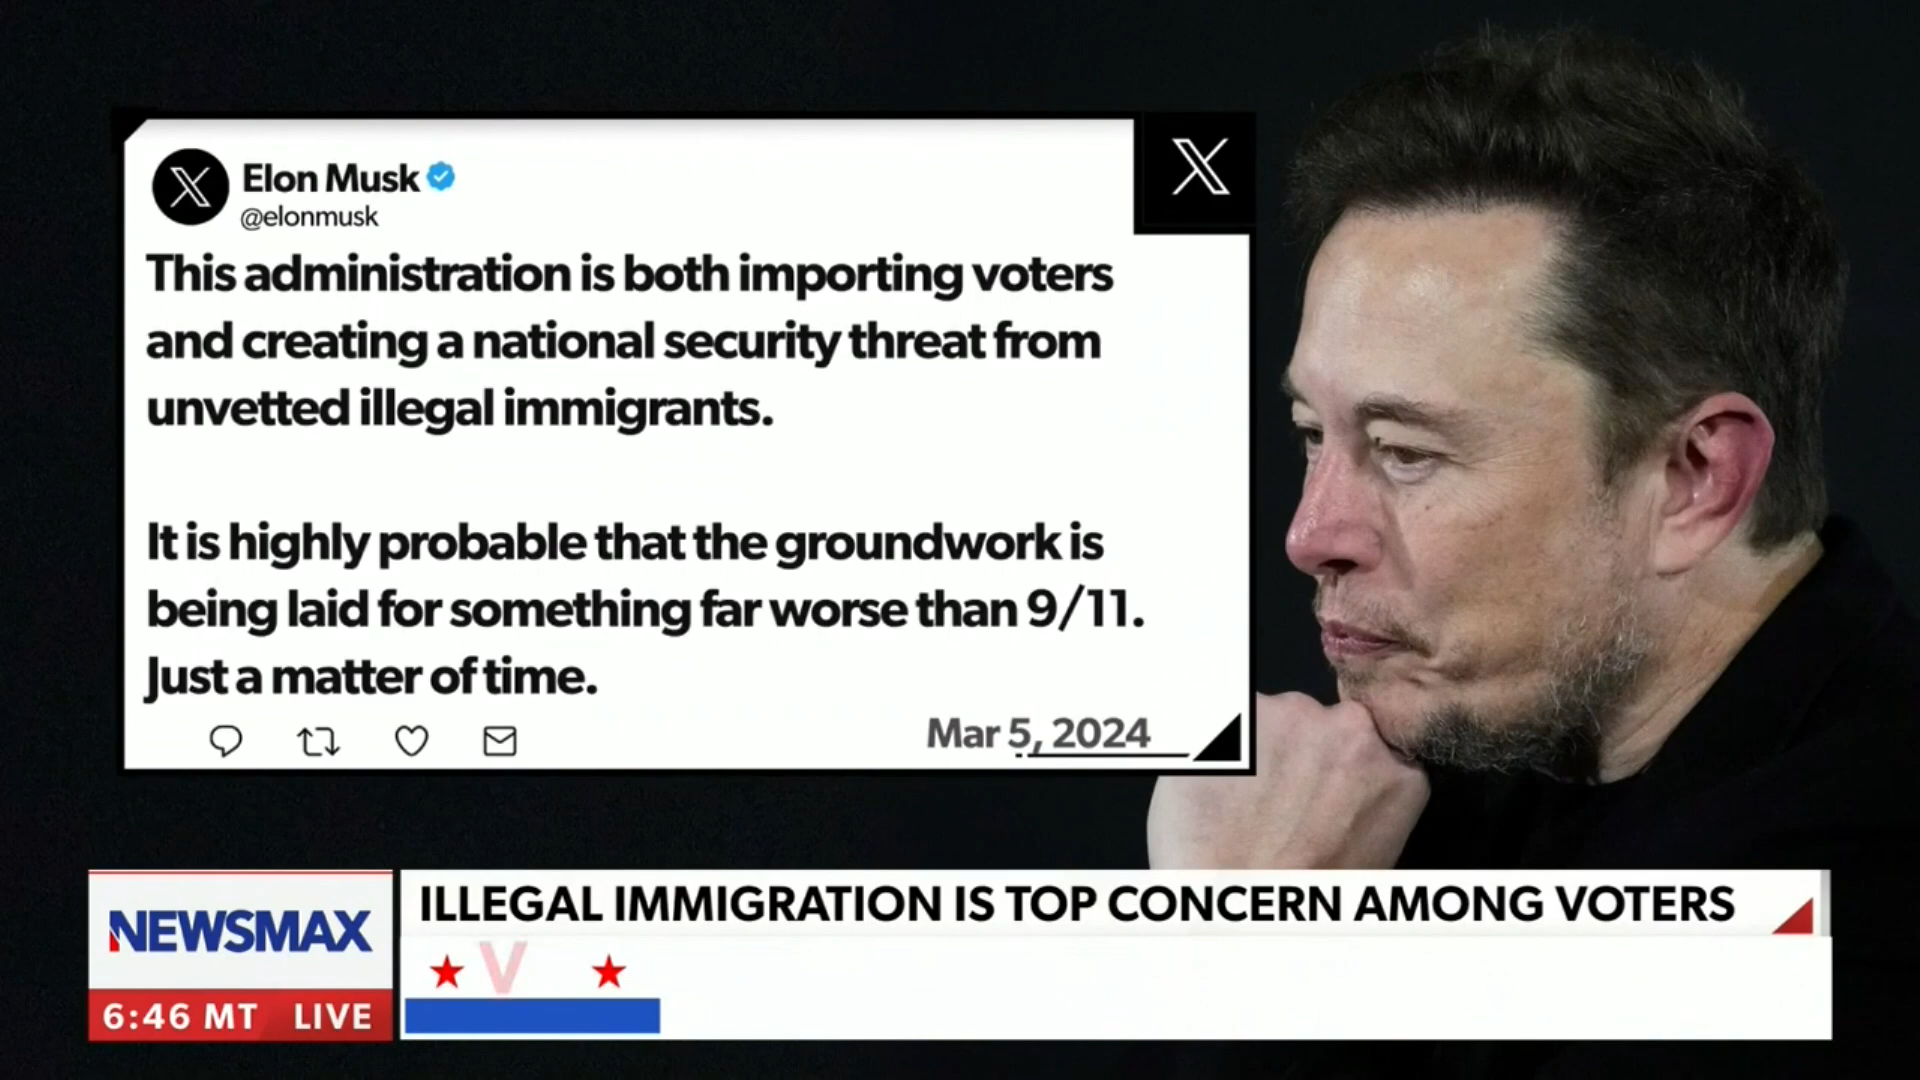 Elon Musk
@elonmusk
This administration is both importing voters
and creating a national security threat from
unvetted illegal immigrants.
It is highly probable that the groundwork is
being laid for something far worse than 9/11.
Just a matter of time.
Mar 5, 2024
X
X
NEWSMAX
6:46 MT LIVE
ILLEGAL IMMIGRATION IS TOP CONCERN AMONG VOTERS
V